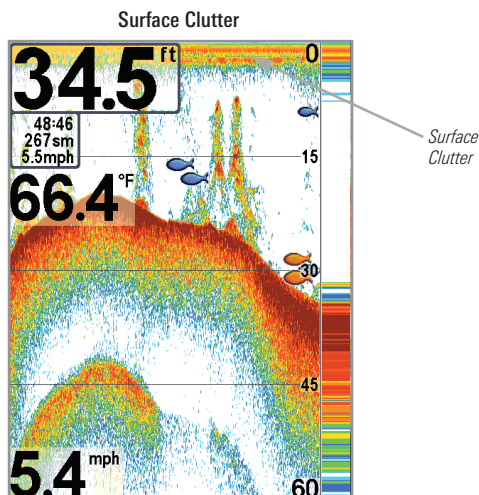 Surface Clutter
34.5 ft
0
48:46
267sm
5.5mph
Surface
Clutter
15
66.4 °F
30
45
5.4 mph
60